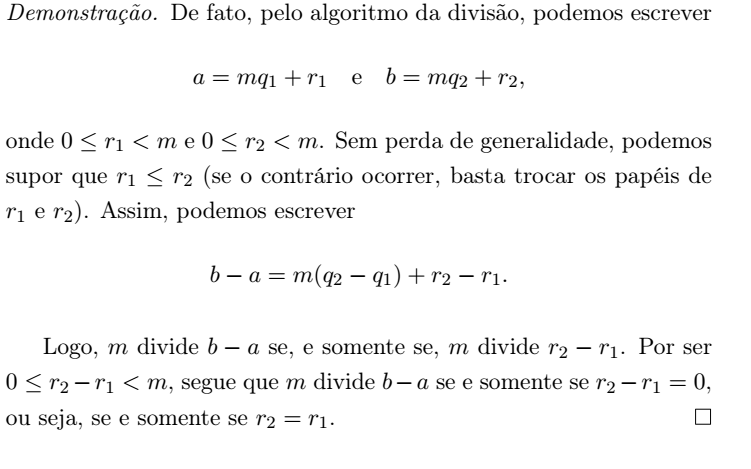 Demonstração. De fato, pelo algoritmo da divisão, podemos escrever
a = mq₁ + r₁ e b = mq₂ + r₂,
onde 0 ≤ r₁ < m e 0 ≤ r₂ < m. Sem perda de generalidade, podemos
supor que r₁ ≤ r₂ (se o contrário ocorrer, basta trocar os papéis de
r₁ e r₂). Assim, podemos escrever
b − a = m(q₂ − q₁) + r₂ − r₁.
Logo, m divide b − a se, e somente se, m divide r₂ − r₁. Por ser
0 ≤ r₂ − r₁ < m, segue que m divide b − a se e somente se r₂ − r₁ = 0,
ou seja, se e somente se r₂ = r₁. □